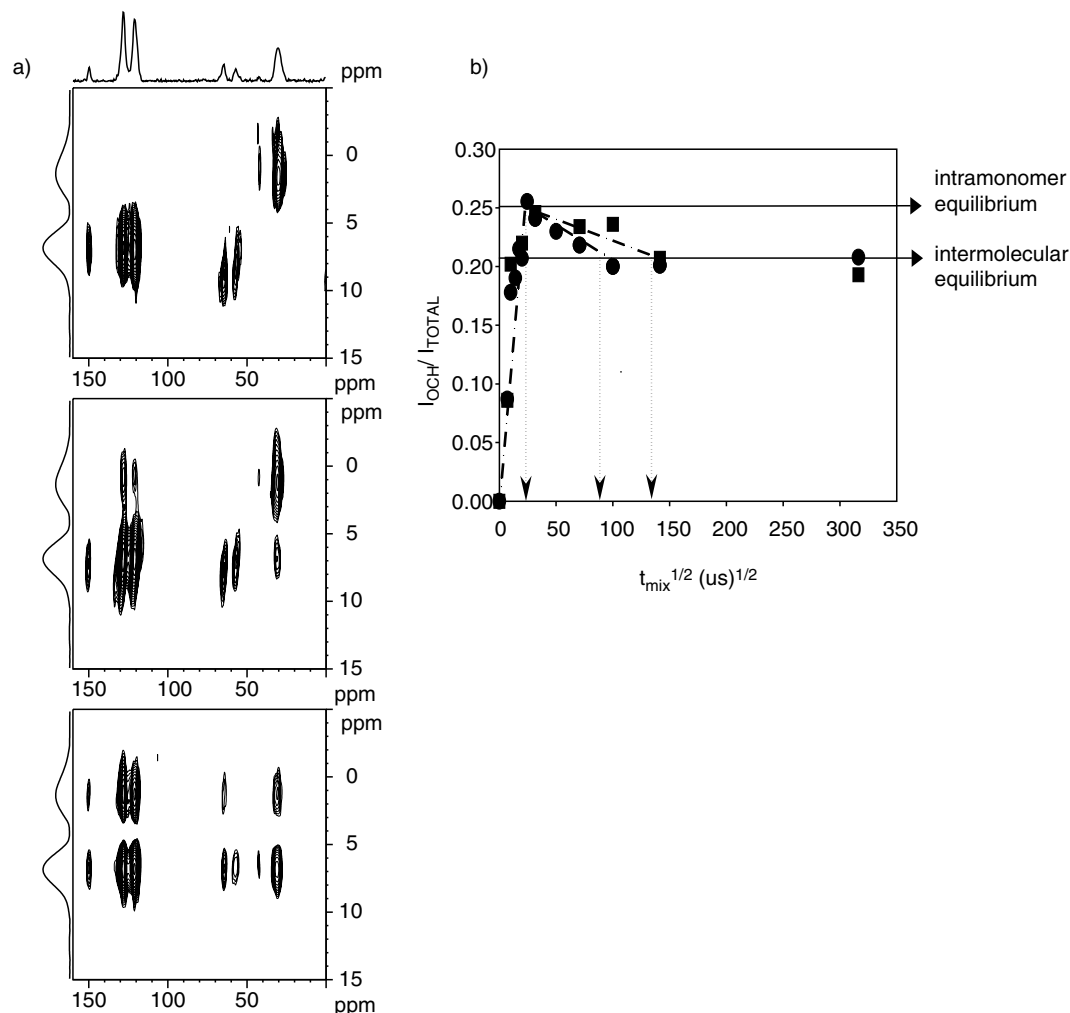 a)
ppm
0
5
10
15
150
100
50
ppm
ppm
0
5
10
15
150
100
50
ppm
ppm
0
5
10
15
150
100
50
ppm
b)
0.30
0.25
0.20
0.15
0.10
0.05
0.00
I_OCH / I_TOTAL
0 50 100 150 200 250 300 350
t_mix^1/2 (us)^1/2
intramonomer
equilibrium
intermolecular
equilibrium